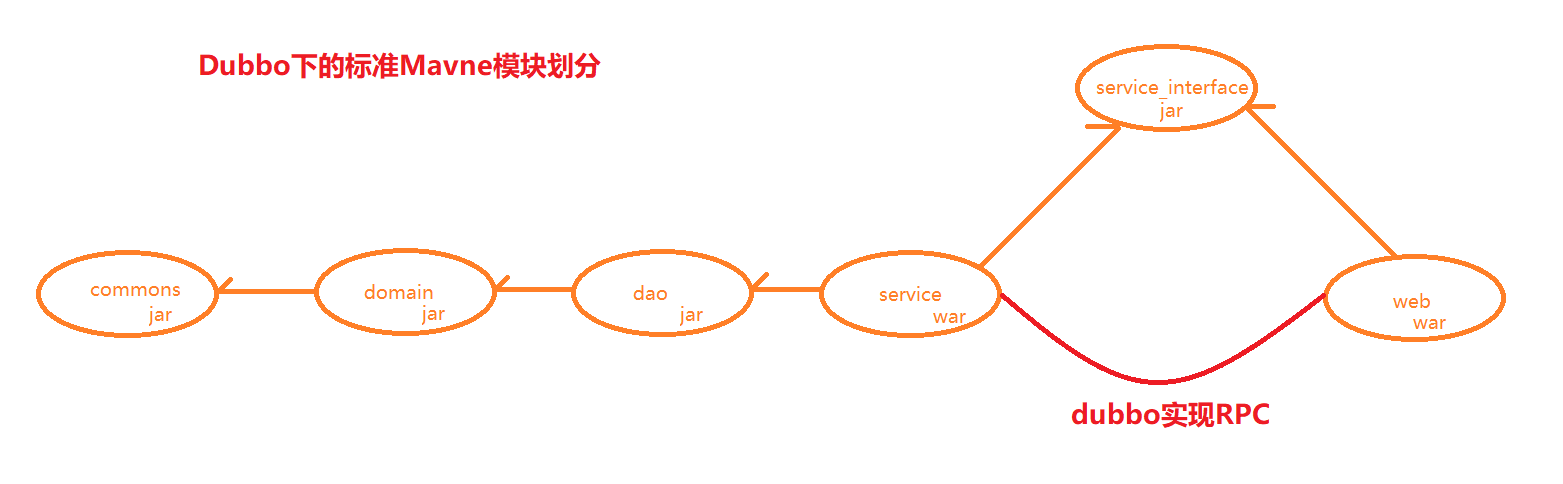 Dubbo下的标准Mavne模块划分
service_interface
jar
commons
jar
domain
jar
dao
jar
service
war
web
war
dubbo实现RPC